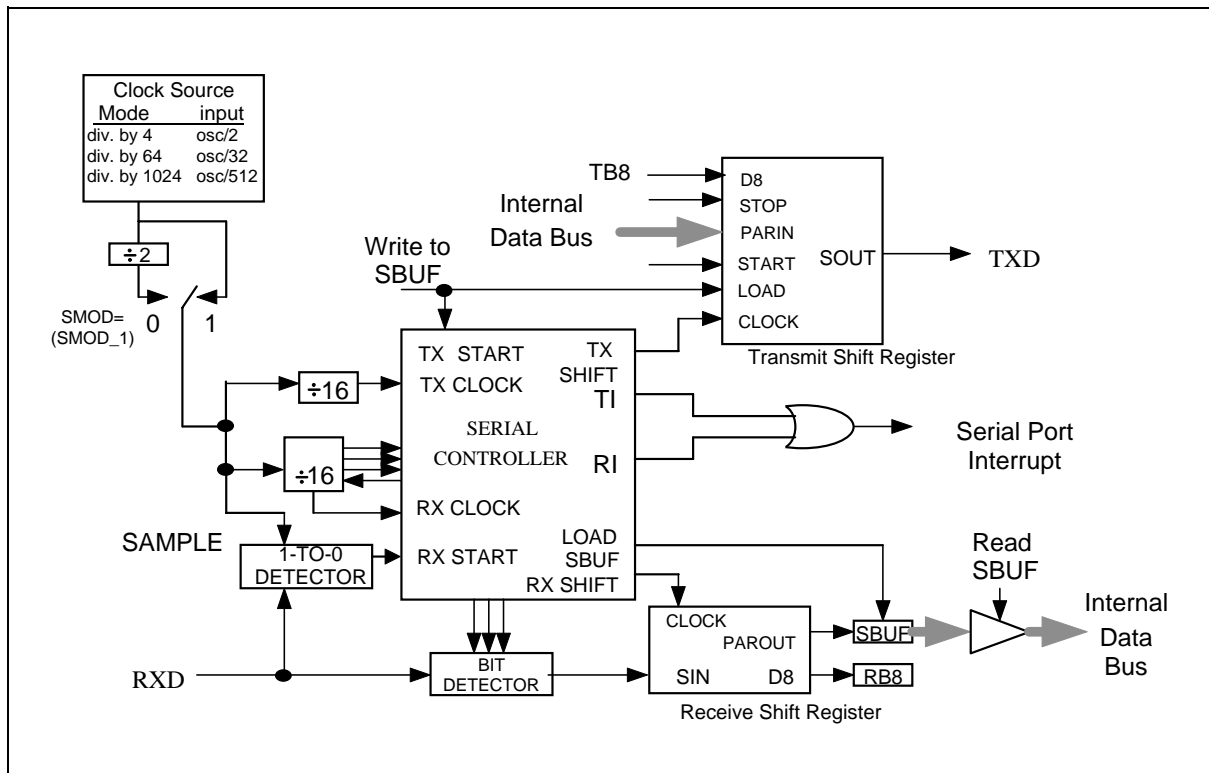 Clock Source
Mode input
div. by 4 osc/2
div. by 64 osc/32
div. by 1024 osc/512
÷2
SMOD=
(SMOD_1)
0 1
TB8
Internal
Data Bus
Write to
SBUF
D8
STOP
PARIN
START
LOAD
CLOCK
SOUT
TXD
Transmit Shift Register
÷16
÷16
TX START
TX CLOCK
SERIAL
CONTROLLER
RX CLOCK
RX START
TX
SHIFT
TI
RI
LOAD
SBUF
RX SHIFT
Serial Port
Interrupt
SAMPLE
1-TO-0
DETECTOR
RXD
BIT
DETECTOR
CLOCK
PAROUT
SIN D8
Receive Shift Register
SBUF
RB8
Read
SBUF
Internal
Data
Bus